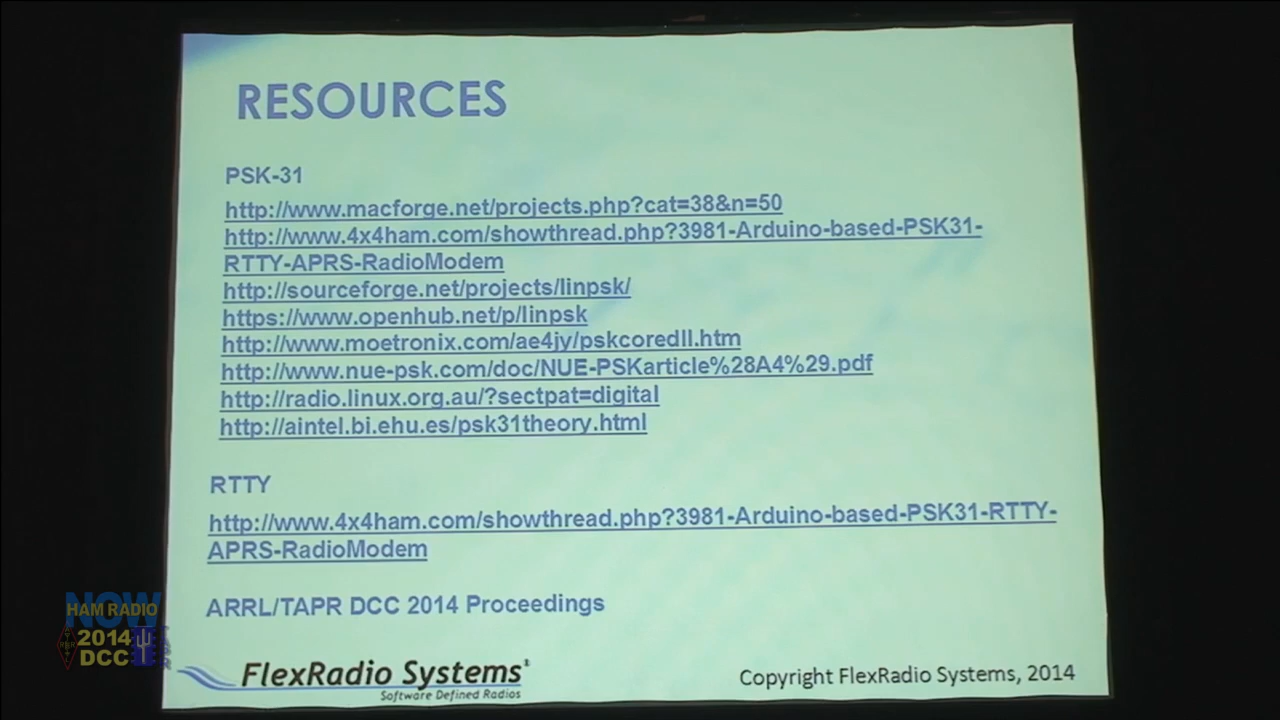 RESOURCES
PSK-31
http://www.macforge.net/projects.php?cat=38&n=50
http://www.4x4ham.com/showthread.php?3981-Arduino-based-PSK31-
RTTY-APRS-RadioModem
http://sourceforge.net/projects/linpsk/
https://www.openhub.net/p/linpsk
http://www.moetronix.com/ae4jy/pskcoredll.htm
http://www.nue-psk.com/doc/NUE-PSKarticle%28A4%29.pdf
http://radio.linux.org.au/?sectpat=digital
http://aintel.bi.ehu.es/psk31theory.html
RTTY
http://www.4x4ham.com/showthread.php?3981-Arduino-based-PSK31-RTTY-
APRS-RadioModem
ARRL/TAPR DCC 2014 Proceedings
NOW
HAM RADIO
2014
DCC
FlexRadio Systems
Software Defined Radios
Copyright FlexRadio Systems, 2014